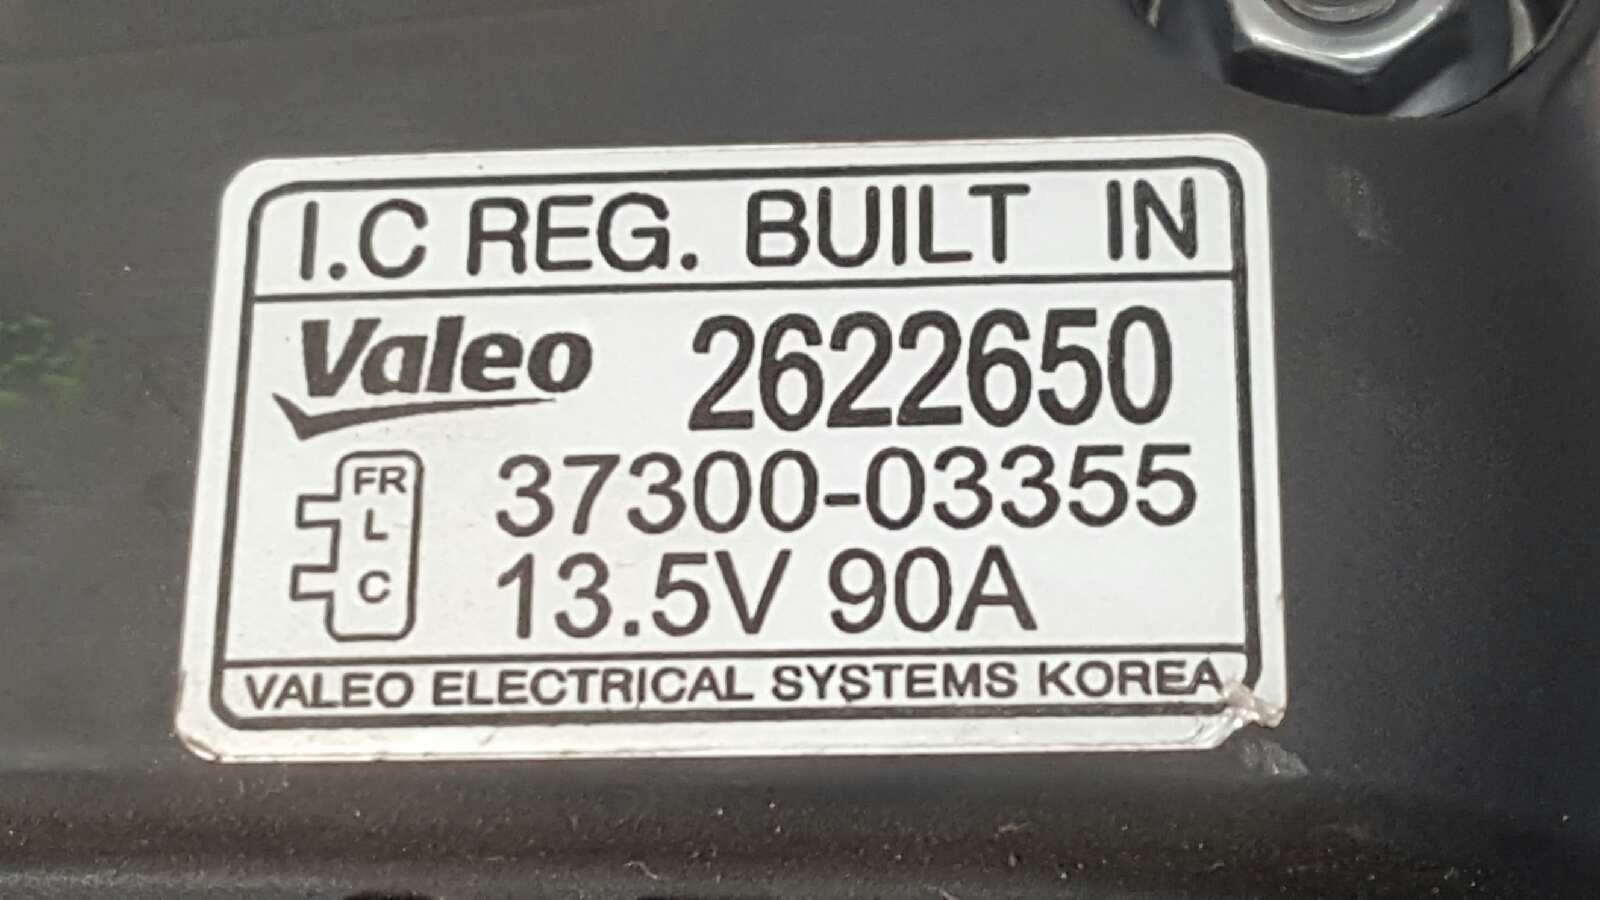 I.C REG. BUILT IN
Valeo 2622650
FR
L
C
37300-03355
13.5V 90A
VALEO ELECTRICAL SYSTEMS KOREA